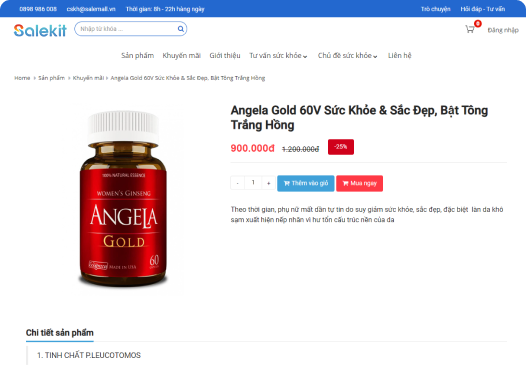 0898 986 008 cskh@salemall.vn Thời gian: 8h - 22h hàng ngày Trò chuyện Hỏi đáp - Tư vấn
Salekit Nhập từ khóa ... 0 Đăng nhập
Sản phẩm Khuyến mãi Giới thiệu Tư vấn sức khỏe Chủ đề sức khỏe Liên hệ
Home > Sản phẩm > Khuyến mãi > Angela Gold 60V Sức Khỏe & Sắc Đẹp, Bật Tông Trắng Hồng
Angela Gold 60V Sức Khỏe & Sắc Đẹp, Bật Tông
Trắng Hồng
900.000đ 1.200.000đ -25%
- 1 + Thêm vào giỏ Mua ngay
Theo thời gian, phụ nữ mất dần tự tin do suy giảm sức khỏe, sắc đẹp, đặc biệt làn da khô
sạm xuất hiện nếp nhăn vì hư tổn cấu trúc nền của da
100% NATURAL ESSENCE
WOMEN'S GINSENG
ANGELA
GOLD
MADE IN USA
60
Chi tiết sản phẩm
1. TINH CHẤT P.LEUCOTOMOS